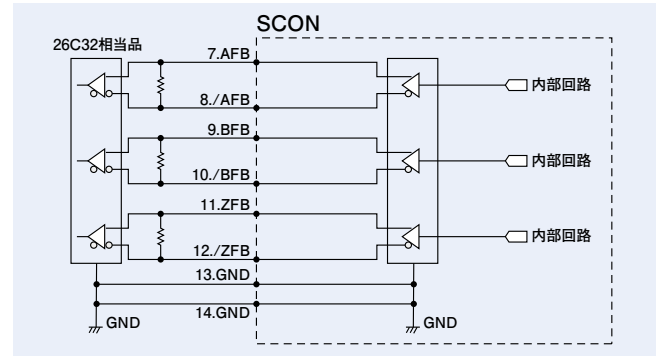 SCON
26C32相当品
7.AFB
8./AFB
内部回路
9.BFB
10./BFB
内部回路
11.ZFB
12./ZFB
内部回路
13.GND
14.GND
GND
GND